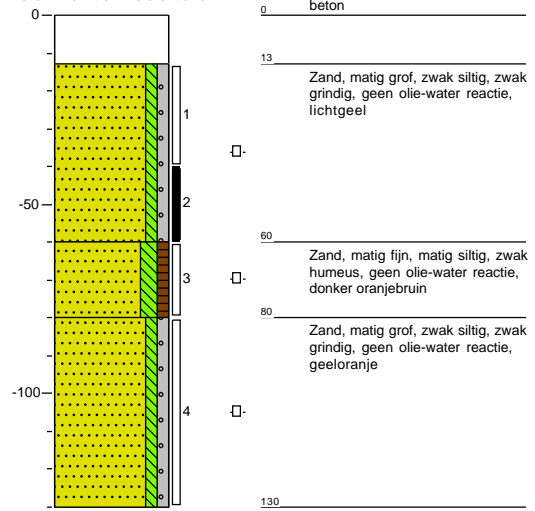 0
0
beton
13
Zand, matig grof, zwak siltig, zwak
grindig, geen olie-water reactie,
lichtgeel
1
-50
2
60
Zand, matig fijn, matig siltig, zwak
humeus, geen olie-water reactie,
donker oranjebruin
3
80
Zand, matig grof, zwak siltig, zwak
grindig, geen olie-water reactie,
geeloranje
-100
4
130